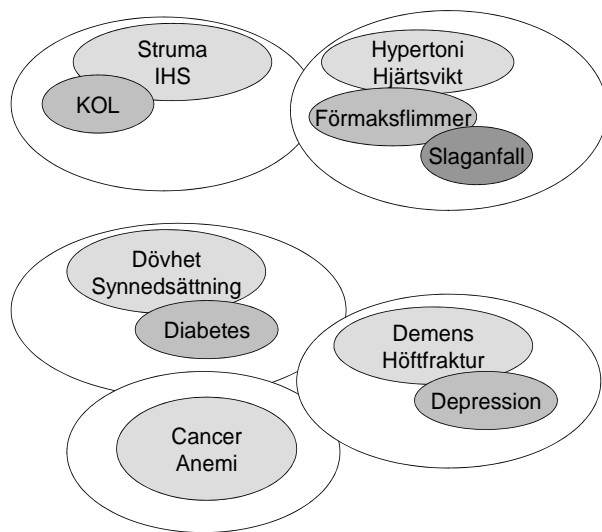 Struma
IHS
KOL
Hypertoni
Hjärtsvikt
Förmaksflimmer
Slaganfall
Dövhet
Synnedsättning
Diabetes
Demens
Höftfraktur
Depression
Cancer
Anemi